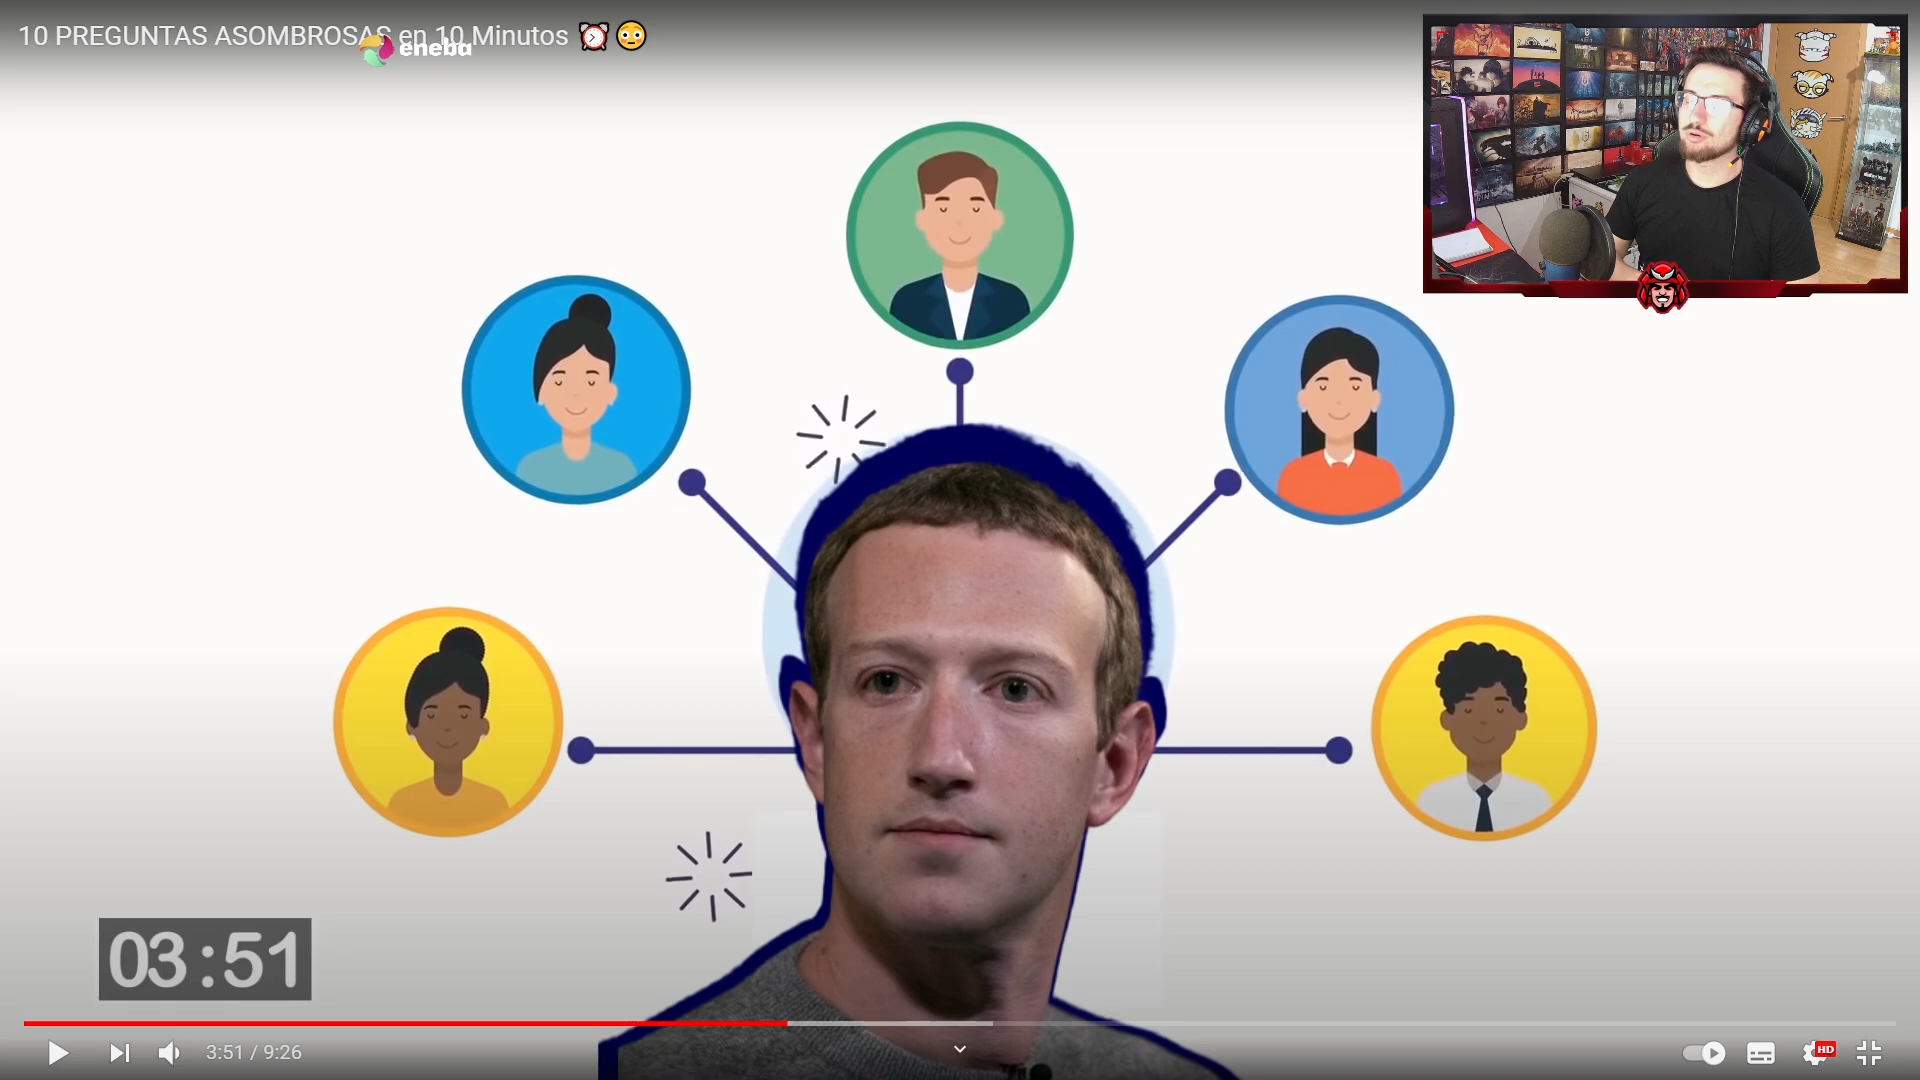 10 PREGUNTAS ASOMBROSAS en 10 Minutos ⏰😳
eneba
03:51
3:51 / 9:26
HD